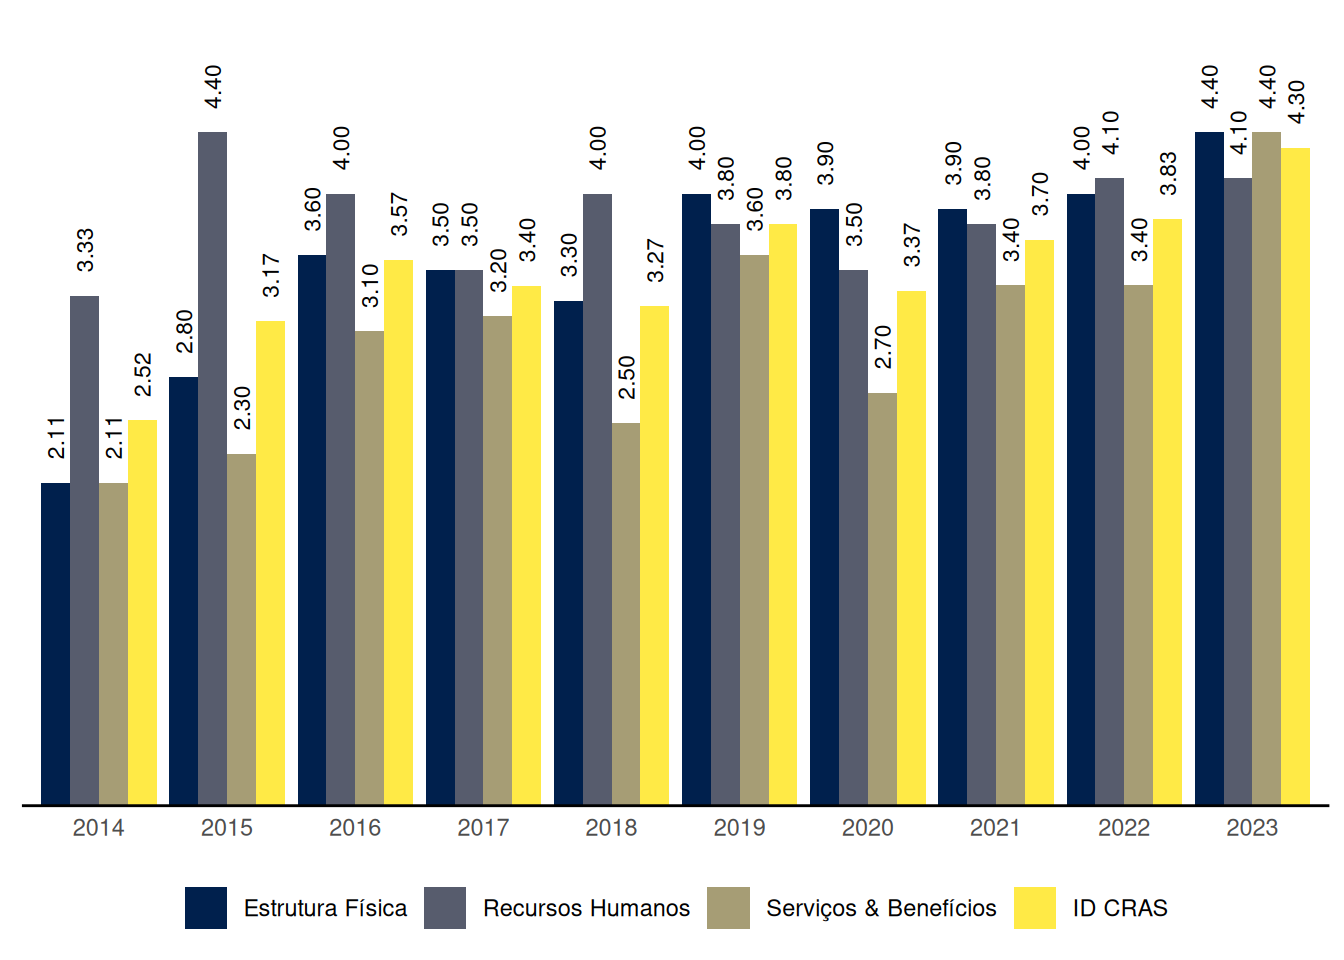 2.11 3.33 2.11 2.52
2.80 4.40 2.30 3.17
3.60 4.00 3.10 3.57
3.50 3.50 3.20 3.40
3.30 4.00 2.50 3.27
4.00 3.80 3.60 3.80
3.90 3.50 2.70 3.37
3.90 3.80 3.40 3.70
4.00 4.10 3.40 3.83
4.40 4.10 4.40 4.30
2014 2015 2016 2017 2018 2019 2020 2021 2022 2023
Estrutura Física Recursos Humanos Serviços & Benefícios ID CRAS